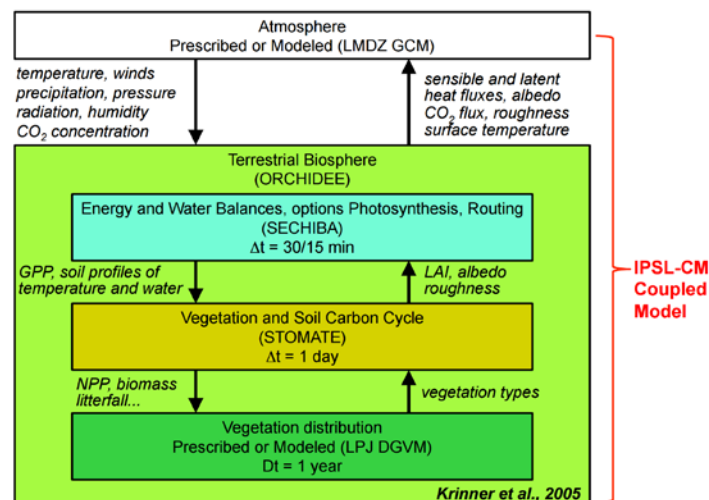 Atmosphere
Prescribed or Modeled (LMDZ GCM)
temperature, winds
precipitation, pressure
radiation, humidity
CO₂ concentration
sensible and latent
heat fluxes, albedo
CO₂ flux, roughness
surface temperature
Terrestrial Biosphere
(ORCHIDEE)
Energy and Water Balances, options Photosynthesis, Routing
(SECHIBA)
Δt = 30/15 min
GPP, soil profiles of
temperature and water
LAI, albedo
roughness
Vegetation and Soil Carbon Cycle
(STOMATE)
Δt = 1 day
NPP, biomass
litterfall...
vegetation types
Vegetation distribution
Prescribed or Modeled (LPJ DGVM)
Dt = 1 year
Krinner et al., 2005
IPSL-CM
Coupled
Model